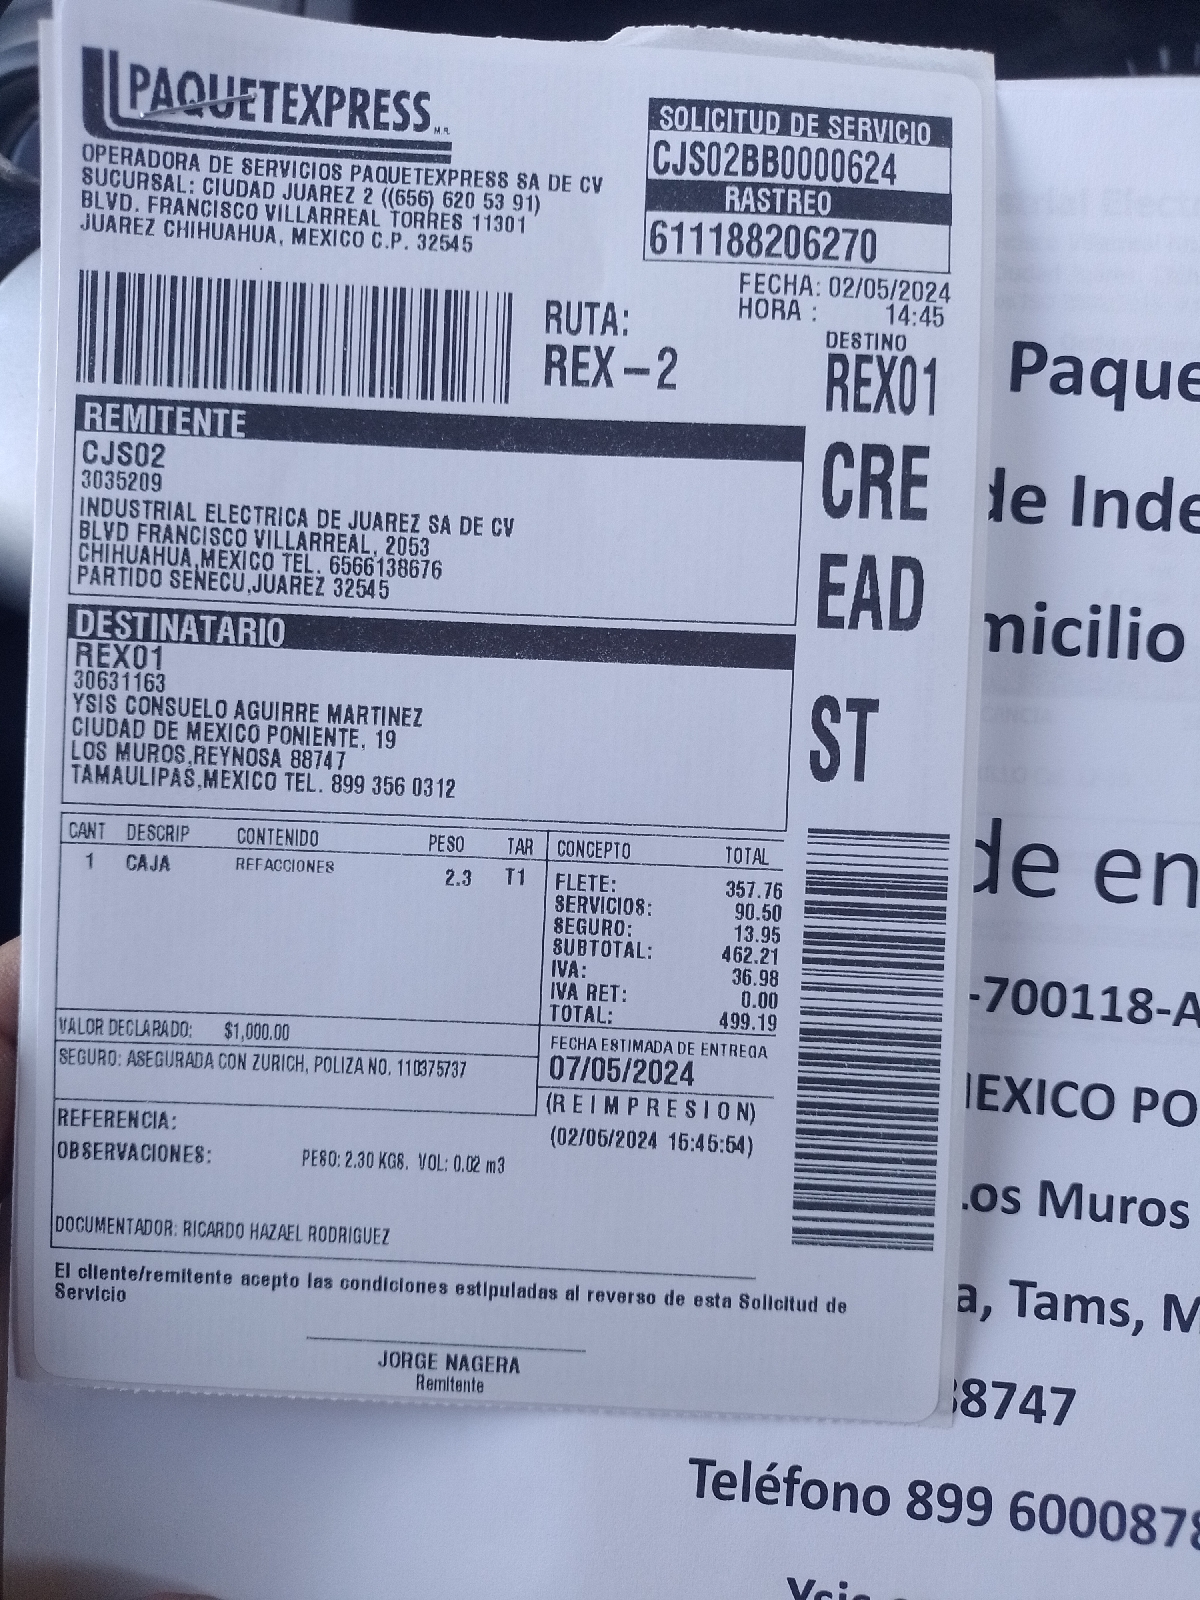 PAQUETEXPRESS M.R.
OPERADORA DE SERVICIOS PAQUETEXPRESS SA DE CV
SUCURSAL: CIUDAD JUAREZ 2 ((656) 620 53 91)
BLVD. FRANCISCO VILLARREAL TORRES 11301
JUAREZ CHIHUAHUA, MEXICO C.P. 32545
SOLICITUD DE SERVICIO
CJS02BB0000624
RASTREO
611188206270
FECHA: 02/05/2024
HORA : 14:45
RUTA:
REX-2
DESTINO
REX01
CRE
EAD
ST
REMITENTE
CJS02
3035209
INDUSTRIAL ELECTRICA DE JUAREZ SA DE CV
BLVD FRANCISCO VILLARREAL, 2053
CHIHUAHUA,MEXICO TEL. 6566138676
PARTIDO SENECU,JUAREZ 32545
DESTINATARIO
REX01
30631163
YSIS CONSUELO AGUIRRE MARTINEZ
CIUDAD DE MEXICO PONIENTE, 19
LOS MUROS,REYNOSA 88747
TAMAULIPAS,MEXICO TEL. 899 356 0312
CANT DESCRIP CONTENIDO PESO TAR
1 CAJA REFACCIONES 2.3 T1
CONCEPTO TOTAL
FLETE: 357.76
SERVICIOS: 90.50
SEGURO: 13.95
SUBTOTAL: 462.21
IVA: 36.98
IVA RET: 0.00
TOTAL: 499.19
VALOR DECLARADO: $1,000.00
SEGURO: ASEGURADA CON ZURICH, POLIZA NO. 110375737
FECHA ESTIMADA DE ENTREGA
07/05/2024
(REIMPRESION)
(02/05/2024 15:45:54)
REFERENCIA:
OBSERVACIONES: PESO: 2.30 KGS. VOL: 0.02 m3
DOCUMENTADOR: RICARDO HAZAEL RODRIGUEZ
El cliente/remitente acepto las condiciones estipuladas al reverso de esta Solicitud de
Servicio
JORGE NAGERA
Remitente
Paque
de Inde
micilio
de en
-700118-A
MEXICO PO
Los Muros
a, Tams, M
88747
Teléfono 899 6000878
Ysis